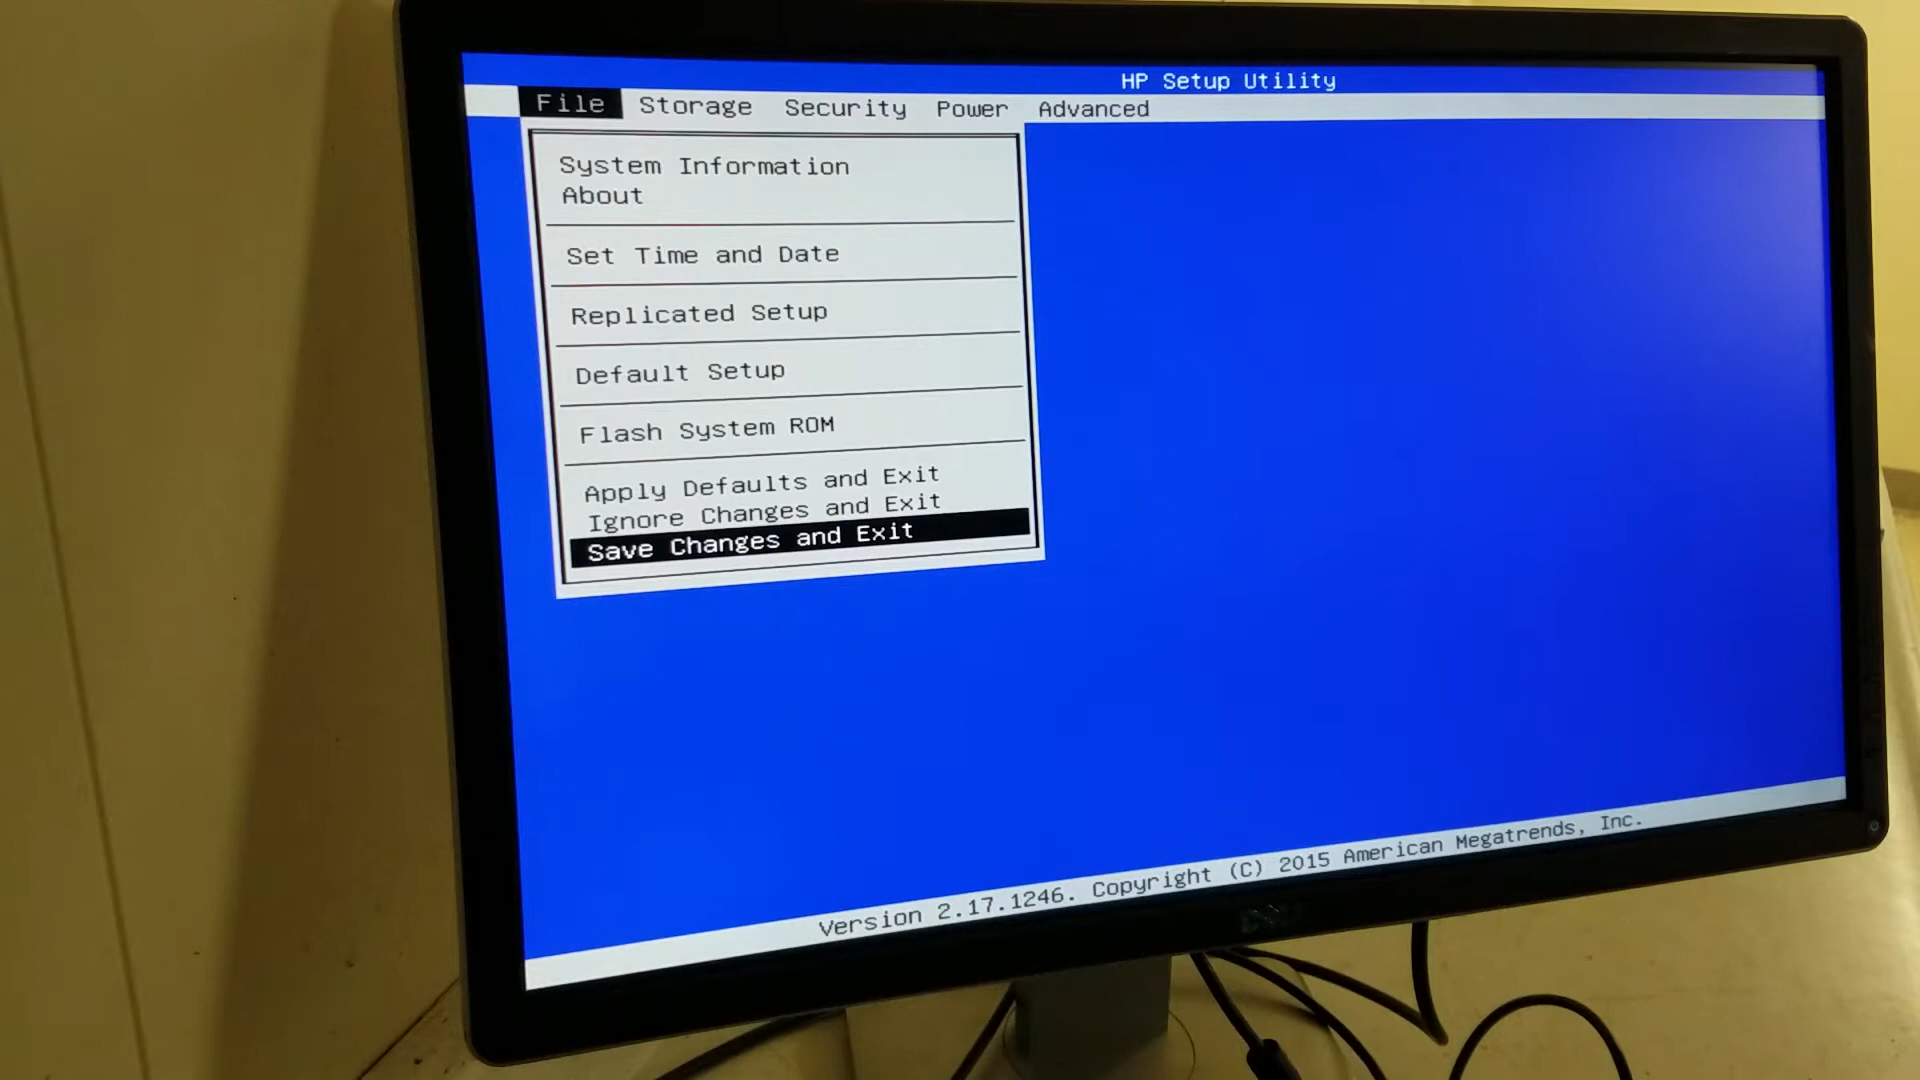 HP Setup Utility
File Storage Security Power Advanced
System Information
About
Set Time and Date
Replicated Setup
Default Setup
Flash System ROM
Apply Defaults and Exit
Ignore Changes and Exit
Save Changes and Exit
Version 2.17.1246. Copyright (C) 2015 American Megatrends, Inc.